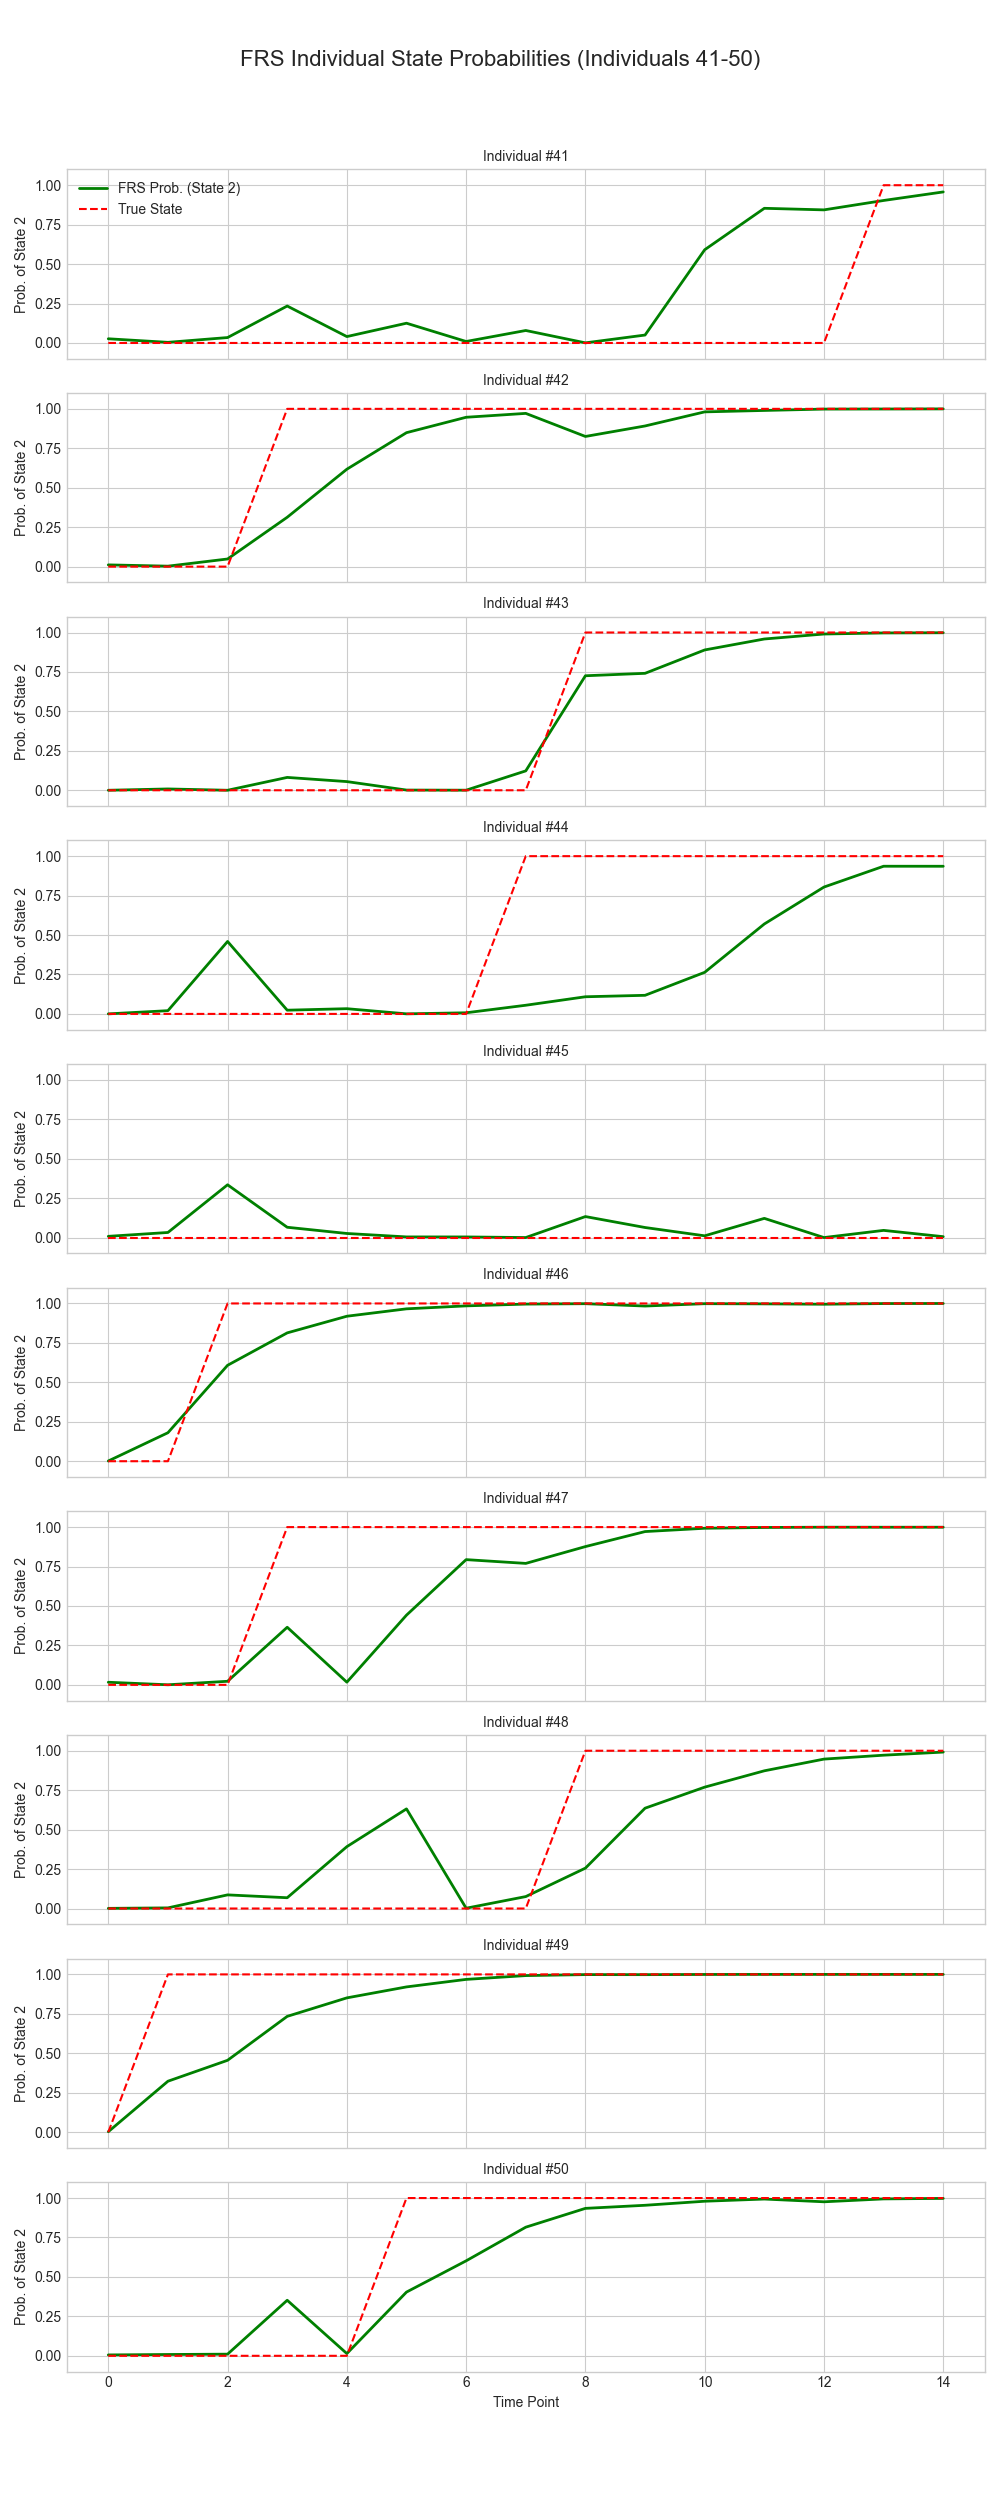 FRS Individual State Probabilities (Individuals 41-50)
Individual #41
FRS Prob. (State 2)
True State
Prob. of State 2
1.00
0.75
0.50
0.25
0.00
Individual #42
Prob. of State 2
1.00
0.75
0.50
0.25
0.00
Individual #43
Prob. of State 2
1.00
0.75
0.50
0.25
0.00
Individual #44
Prob. of State 2
1.00
0.75
0.50
0.25
0.00
Individual #45
Prob. of State 2
1.00
0.75
0.50
0.25
0.00
Individual #46
Prob. of State 2
1.00
0.75
0.50
0.25
0.00
Individual #47
Prob. of State 2
1.00
0.75
0.50
0.25
0.00
Individual #48
Prob. of State 2
1.00
0.75
0.50
0.25
0.00
Individual #49
Prob. of State 2
1.00
0.75
0.50
0.25
0.00
Individual #50
Prob. of State 2
1.00
0.75
0.50
0.25
0.00
0 2 4 6 8 10 12 14
Time Point